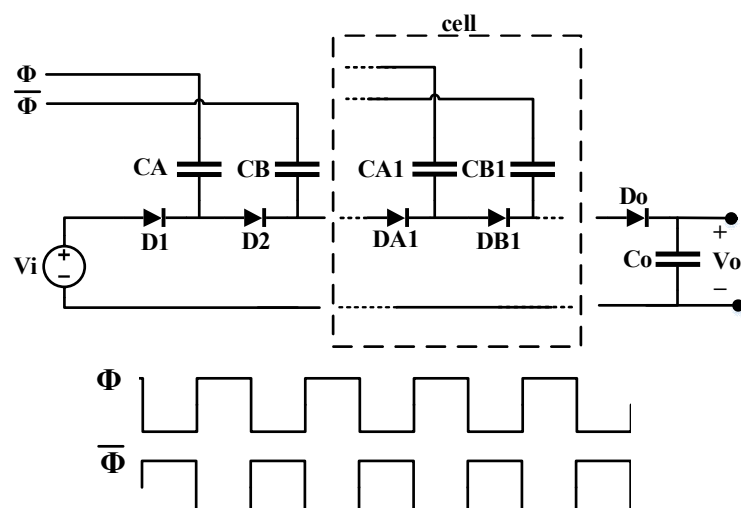 cell
Φ
Φ̅
CA
CB
CA1
CB1
D1
D2
DA1
DB1
Do
Vi
+
−
Co
+
Vo
−
Φ
Φ̅